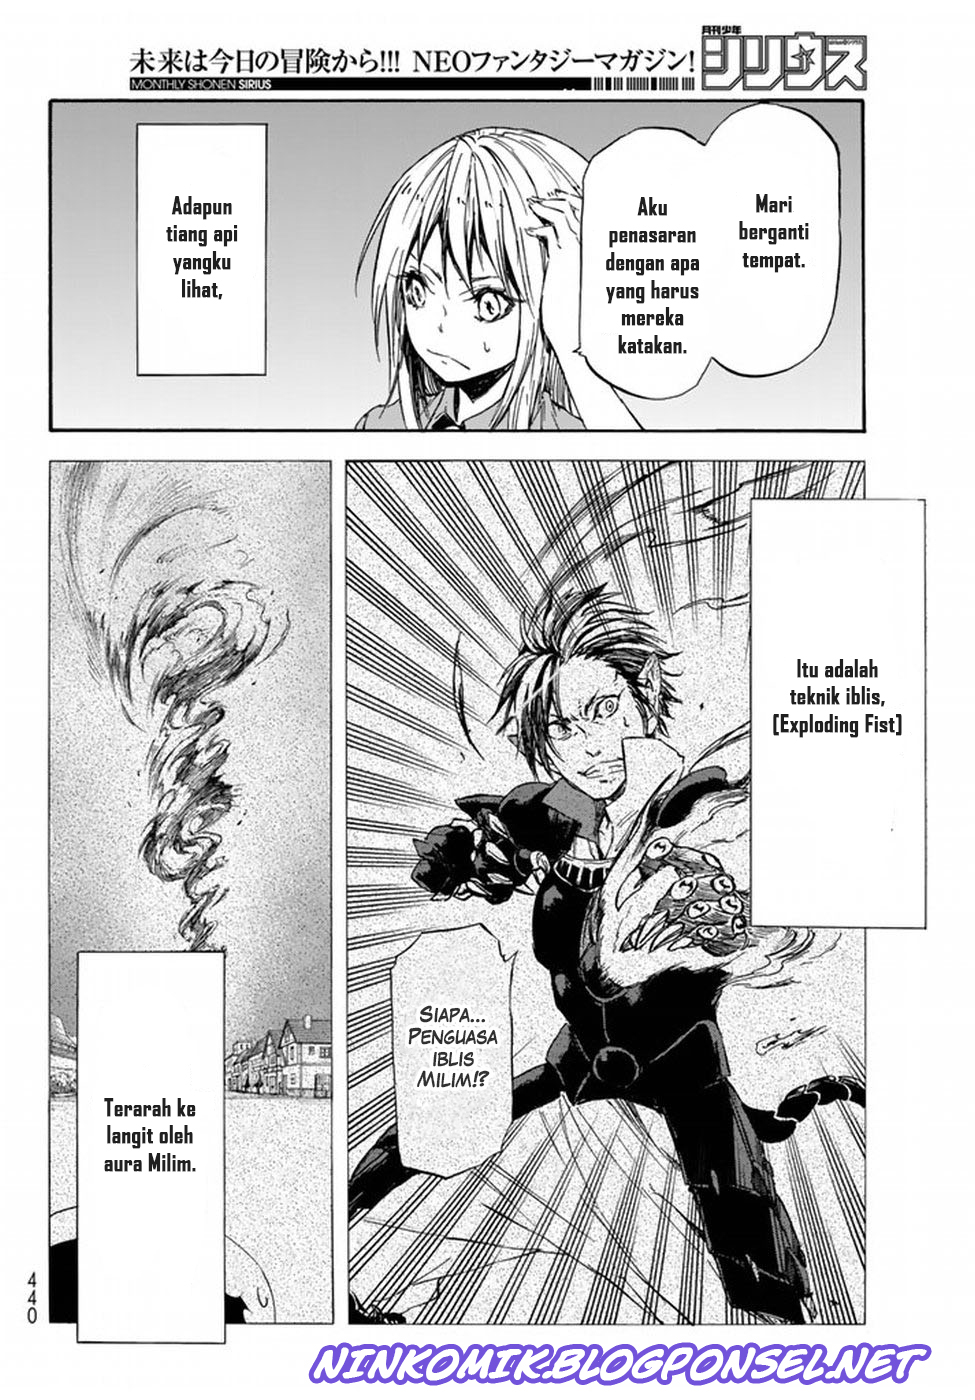 未来は今日の冒険から!!! NEOファンタジーマガジン!
月刊少年
シリウス
MONTHLY SHONEN SIRIUS
Mari
berganti
tempat.
Aku
penasaran
dengan apa
yang harus
mereka
katakan.
Adapun
tiang api
yangku
lihat,
Itu adalah
teknik iblis,
[Exploding Fist]
Siapa...
Penguasa
iblis
Milim!?
Terarah ke
langit oleh
aura Milim.
440
NINKOMIK.BLOGPONSEL.NET